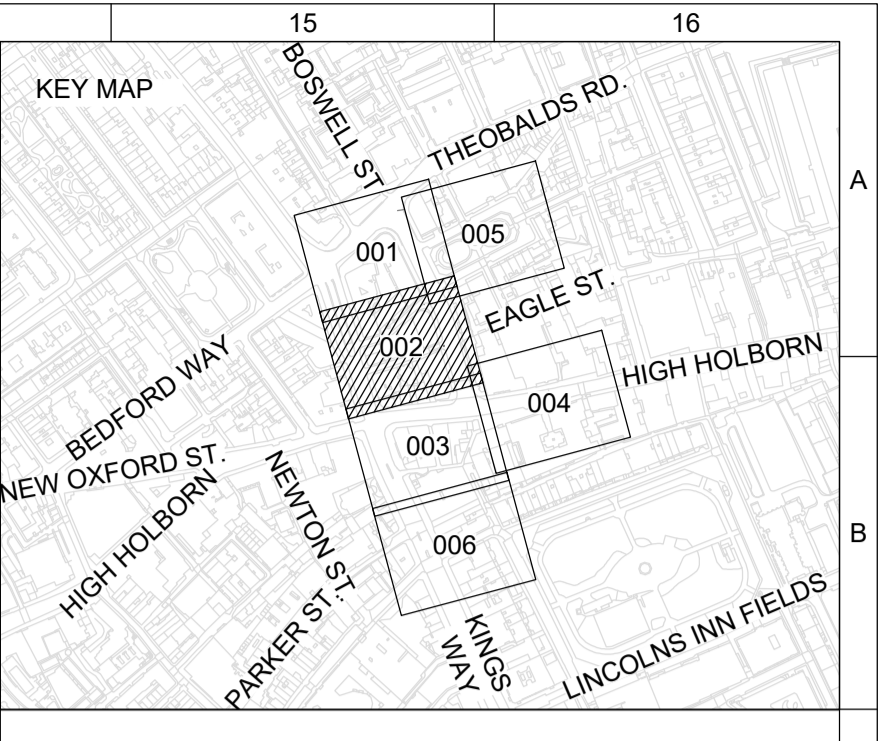 15
16
KEY MAP
BOSWELL ST
THEOBALDS RD.
A
001
005
EAGLE ST.
002
BEDFORD WAY
HIGH HOLBORN
004
003
NEW OXFORD ST.
NEWTON ST.
HIGH HOLBORN
B
006
PARKER ST.
KINGS
WAY
LINCOLNS INN FIELDS